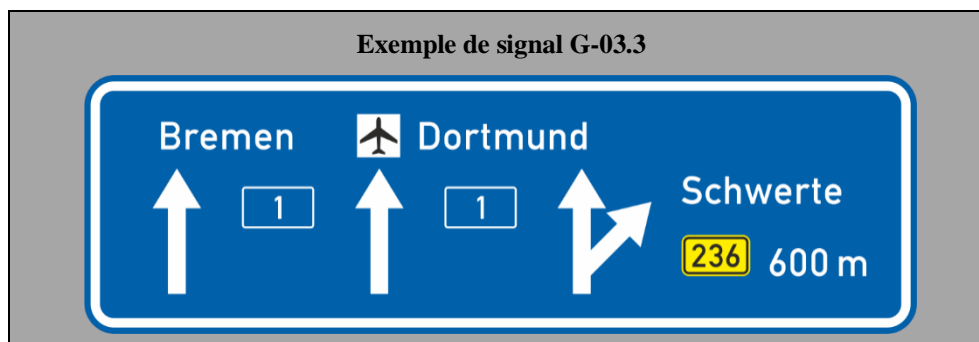 Exemple de signal G-03.3
Bremen
Dortmund
1
1
Schwerte
236 600 m